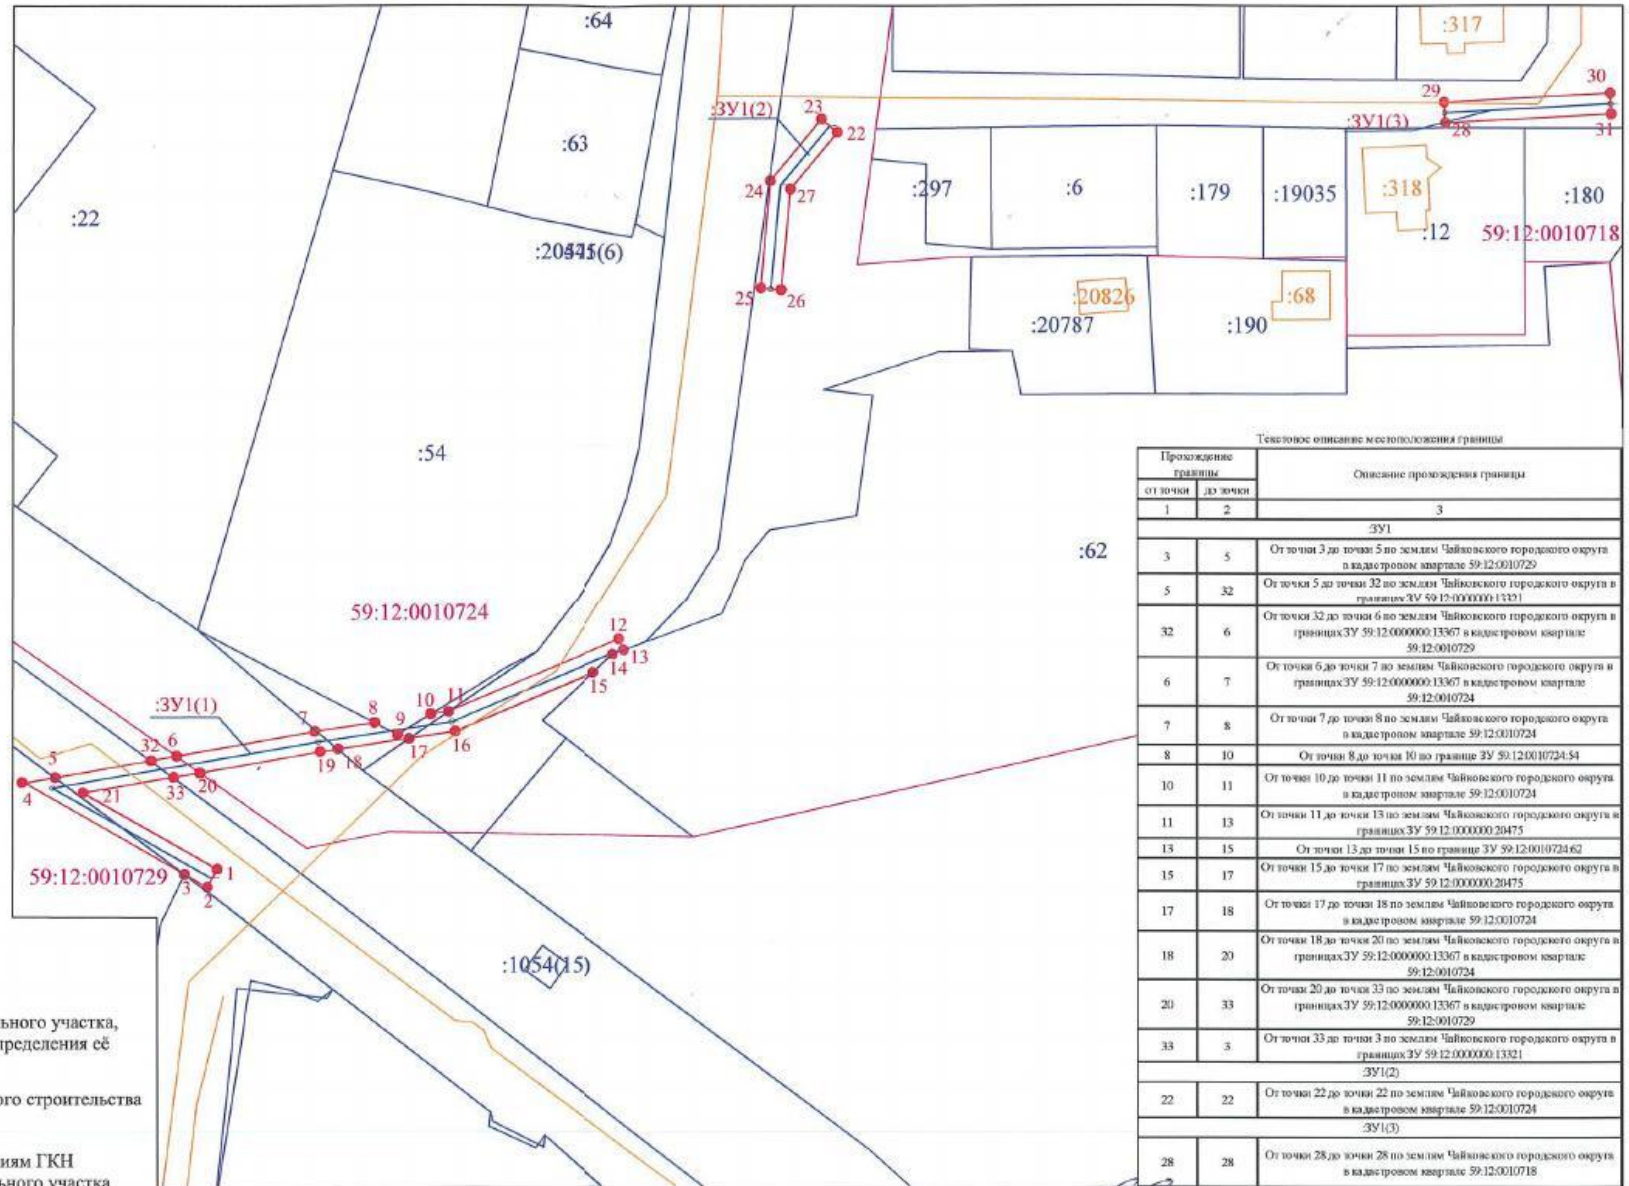 :64
:317
30
29
:ЗУ1(2)
23
:ЗУ1(3)
28
31
22
:63
24
27
:297
:6
:179
:19035
:318
:180
:22
:12
59:12:0010718
25
26
:20826
:68
:20787
:190
:54
:62
59:12:0010724
12
13
14
15
:ЗУ1(1)
8
10
11
7
9
17
16
32
6
19
18
5
20
33
4
21
59:12:0010729
3
1
2
:1054(15)
ьного участка,
пределения её
ого строительства
иям ГКН
Текстовое описание местоположения границы
Прохождение границы
Описание прохождения границы
от точки
до точки
1 2 3
:ЗУ1
3 5 От точки 3 до точки 5 по землям Чайковского городского округа
в кадастровом квартале 59:12:0010729
5 32 От точки 5 до точки 32 по землям Чайковского городского округа в
границах ЗУ 59:12:0000000:13321
32 6 От точки 32 до точки 6 по землям Чайковского городского округа в
границах ЗУ 59:12:0000000:13367 в кадастровом квартале
59:12:0010729
6 7 От точки 6 до точки 7 по землям Чайковского городского округа в
границах ЗУ 59:12:0000000:13367 в кадастровом квартале
59:12:0010724
7 8 От точки 7 до точки 8 по землям Чайковского городского округа
в кадастровом квартале 59:12:0010724
8 10 От точки 8 до точки 10 по границе ЗУ 59:12:0010724:54
10 11 От точки 10 до точки 11 по землям Чайковского городского округа
в кадастровом квартале 59:12:0010724
11 13 От точки 11 до точки 13 по землям Чайковского городского округа в
границах ЗУ 59:12:0000000:20475
13 15 От точки 13 до точки 15 по границе ЗУ 59:12:0010724:62
15 17 От точки 15 до точки 17 по землям Чайковского городского округа в
границах ЗУ 59:12:0000000:20475
17 18 От точки 17 до точки 18 по землям Чайковского городского округа
в кадастровом квартале 59:12:0010724
18 20 От точки 18 до точки 20 по землям Чайковского городского округа в
границах ЗУ 59:12:0000000:13367 в кадастровом квартале
59:12:0010724
20 33 От точки 20 до точки 33 по землям Чайковского городского округа в
границах ЗУ 59:12:0000000:13367 в кадастровом квартале
59:12:0010729
33 3 От точки 33 до точки 3 по землям Чайковского городского округа в
границах ЗУ 59:12:0000000:13321
:ЗУ1(2)
22 22 От точки 22 до точки 22 по землям Чайковского городского округа
в кадастровом квартале 59:12:0010724
:ЗУ1(3)
28 28 От точки 28 до точки 28 по землям Чайковского городского округа
в кадастровом квартале 59:12:0010718